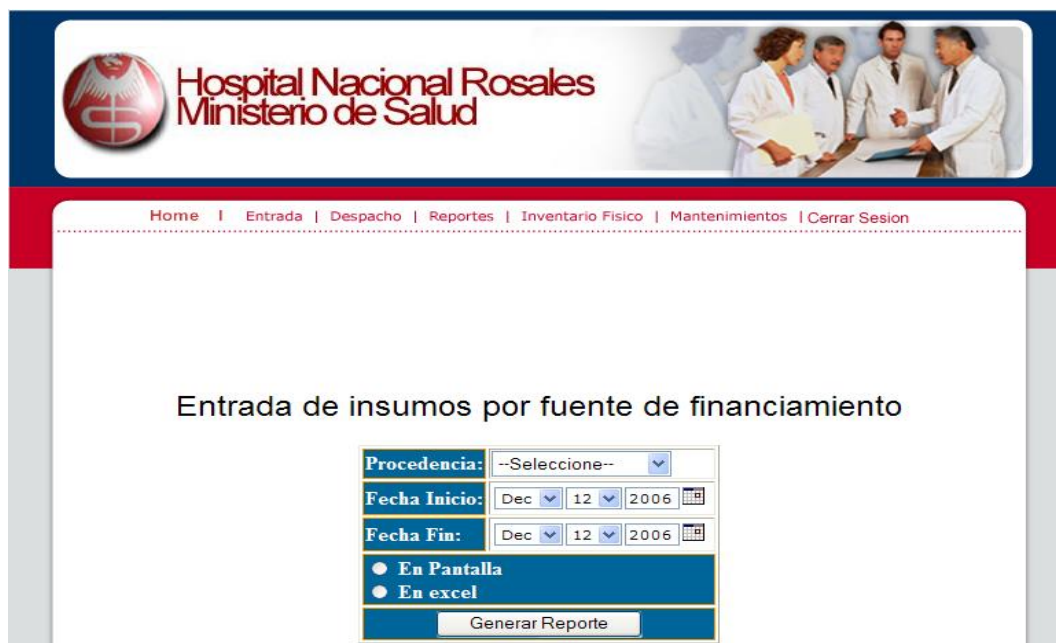 Hospital Nacional Rosales
Ministerio de Salud
Home | Entrada | Despacho | Reportes | Inventario Fisico | Mantenimientos | Cerrar Sesion
Entrada de insumos por fuente de financiamiento
Procedencia: --Seleccione--
Fecha Inicio: Dec 12 2006
Fecha Fin: Dec 12 2006
En Pantalla
En excel
Generar Reporte